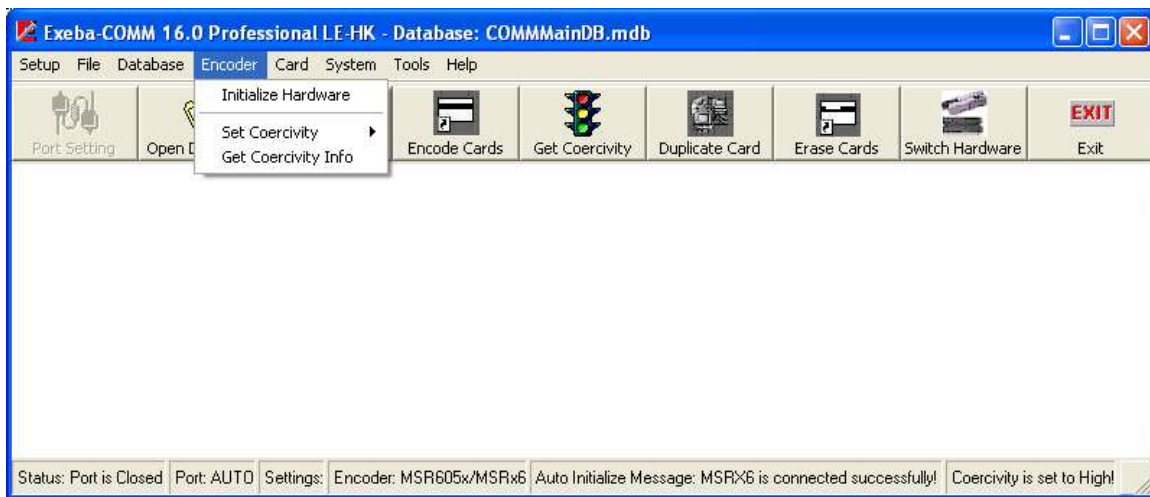 Exeba-COMM 16.0 Professional LE-HK - Database: COMMMainDB.mdb
Setup File Database Encoder Card System Tools Help
Initialize Hardware
Set Coercivity
Get Coercivity Info
Port Setting Open Encode Cards Get Coercivity Duplicate Card Erase Cards Switch Hardware Exit
EXIT
Status: Port is Closed Port: AUTO Settings: Encoder: MSR605x/MSRx6 Auto Initialize Message: MSRX6 is connected successfully! Coercivity is set to High!